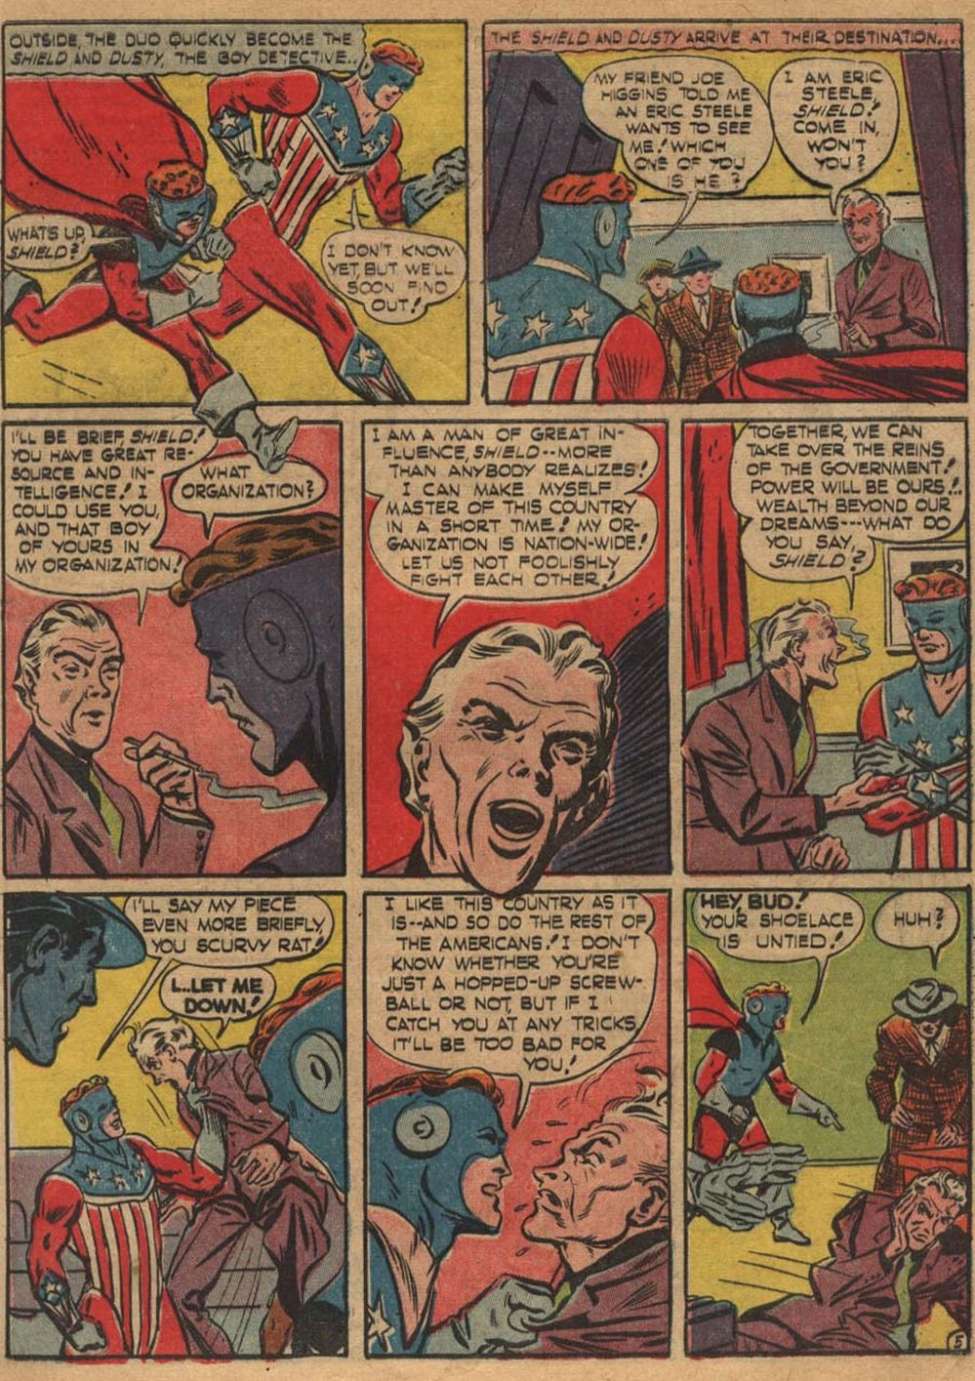 OUTSIDE, THE DUO QUICKLY BECOME THE
SHIELD AND DUSTY, THE BOY DETECTIVE..
WHAT'S UP,
SHIELD?
I DON'T KNOW
YET, BUT WE'LL
SOON FIND
OUT!
THE SHIELD AND DUSTY ARRIVE AT THEIR DESTINATION...
MY FRIEND JOE
HIGGINS TOLD ME
AN ERIC STEELE
WANTS TO SEE
ME! WHICH
ONE OF YOU
IS HE?
I AM ERIC
STEELE,
SHIELD!
COME IN,
WON'T
YOU?
I'LL BE BRIEF, SHIELD!
YOU HAVE GREAT RE-
SOURCE AND IN-
TELLIGENCE! I
COULD USE YOU,
AND THAT BOY
OF YOURS IN
MY ORGANIZATION!
WHAT
ORGANIZATION?
I AM A MAN OF GREAT IN-
FLUENCE, SHIELD--MORE
THAN ANYBODY REALIZES!
I CAN MAKE MYSELF
MASTER OF THIS COUNTRY
IN A SHORT TIME! MY OR-
GANIZATION IS NATION-WIDE!
LET US NOT FOOLISHLY
FIGHT EACH OTHER!
TOGETHER, WE CAN
TAKE OVER THE REINS
OF THE GOVERNMENT!
POWER WILL BE OURS!..
WEALTH BEYOND OUR
DREAMS---WHAT DO
YOU SAY,
SHIELD?
I'LL SAY MY PIECE
EVEN MORE BRIEFLY,
YOU SCURVY RAT!
L..LET ME
DOWN!
I LIKE THIS COUNTRY AS IT
IS--AND SO DO THE REST OF
THE AMERICANS! I DON'T
KNOW WHETHER YOU'RE
JUST A HOPPED-UP SCREW-
BALL OR NOT, BUT IF I
CATCH YOU AT ANY TRICKS,
IT'LL BE TOO BAD FOR
YOU!
HEY, BUD!
YOUR SHOELACE
IS UNTIED!
HUH?
5